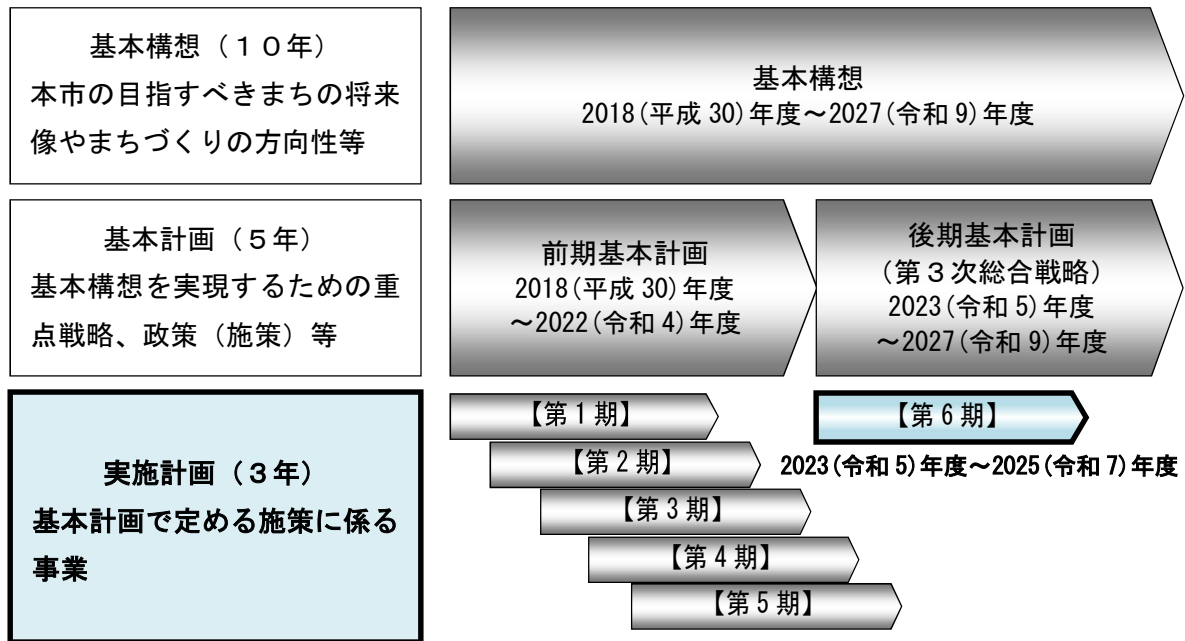 基本構想（１０年）
本市の目指すべきまちの将来
像やまちづくりの方向性等
基本構想
2018(平成 30)年度～2027(令和 9)年度
基本計画（５年）
基本構想を実現するための重
点戦略、政策（施策）等
前期基本計画
2018(平成 30)年度
～2022(令和 4)年度
後期基本計画
（第３次総合戦略）
2023(令和 5)年度
～2027(令和 9)年度
実施計画（３年）
基本計画で定める施策に係る
事業
【第 1 期】
【第 2 期】
【第 3 期】
【第 4 期】
【第 5 期】
【第 6 期】
2023(令和 5)年度～2025(令和 7)年度